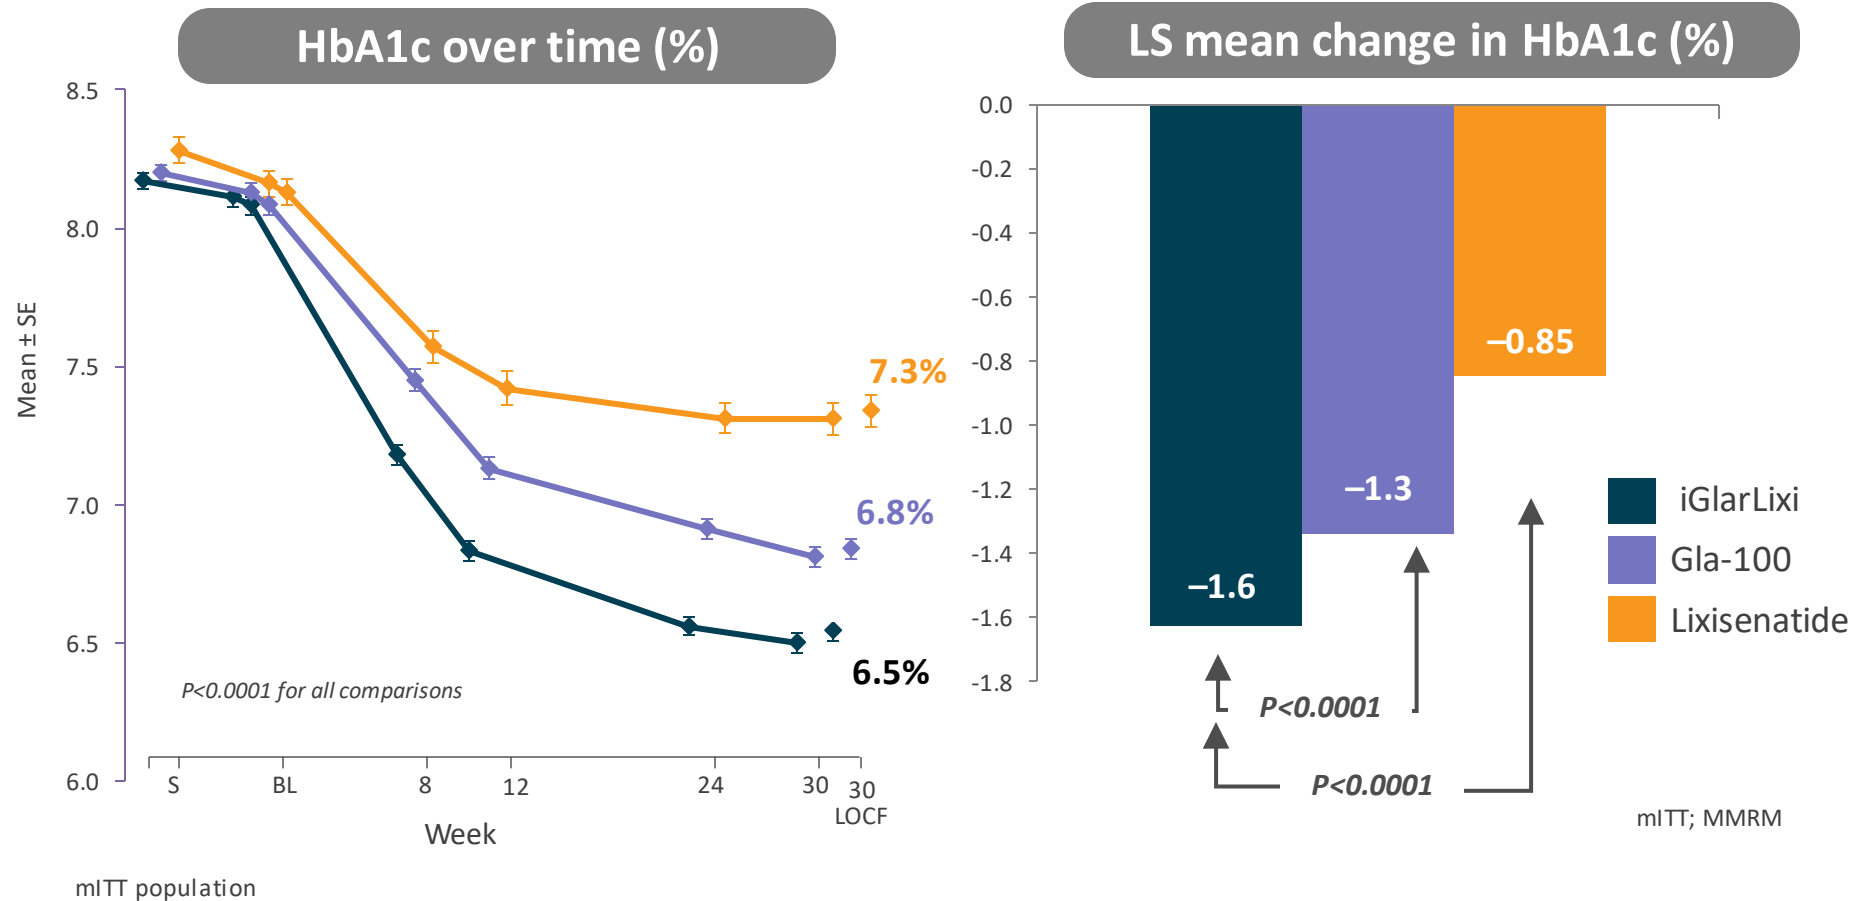 HbA1c over time (%)
8.5
8.0
7.5
7.0
6.5
6.0
Mean ± SE
7.3%
6.8%
6.5%
P<0.0001 for all comparisons
S
BL
8
12
24
30
30
LOCF
Week
mITT population
LS mean change in HbA1c (%)
0.0
-0.2
-0.4
-0.6
-0.8
-1.0
-1.2
-1.4
-1.6
-1.8
–1.6
–1.3
–0.85
P<0.0001
P<0.0001
iGlarLixi
Gla-100
Lixisenatide
mITT; MMRM